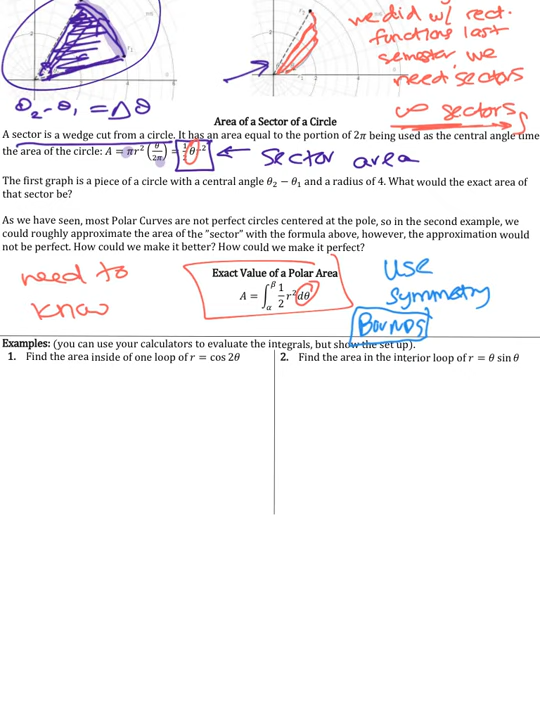 we did w/ rect.
functions last
semester, we
need sectors
∞ sectors
θ₂ - θ₁ = Δθ
Area of a Sector of a Circle
A sector is a wedge cut from a circle. It has an area equal to the portion of 2π being used as the central angle time
the area of the circle: A = πr² (θ/2π) = ½θr² ← sector area
The first graph is a piece of a circle with a central angle θ₂ − θ₁ and a radius of 4. What would the exact area of
that sector be?
As we have seen, most Polar Curves are not perfect circles centered at the pole, so in the second example, we
could roughly approximate the area of the "sector" with the formula above, however, the approximation would
not be perfect. How could we make it better? How could we make it perfect?
need to
know
Exact Value of a Polar Area
A = ∫_α^β ½ r² dθ
use
symmetry
BOUNDS
Examples: (you can use your calculators to evaluate the integrals, but show the set up).
1. Find the area inside of one loop of r = cos 2θ
2. Find the area in the interior loop of r = θ sin θ